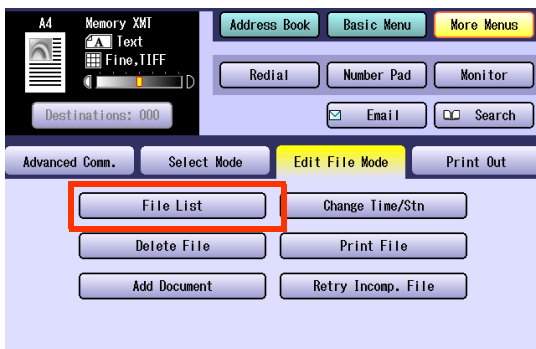 A4 Memory XMT Address Book Basic Menu More Menus
A Text
Fine,TIFF
D Redial Number Pad Monitor
Destinations: 000 Email Search
Advanced Comm. Select Mode Edit File Mode Print Out
File List Change Time/Stn
Delete File Print File
Add Document Retry Incomp. File